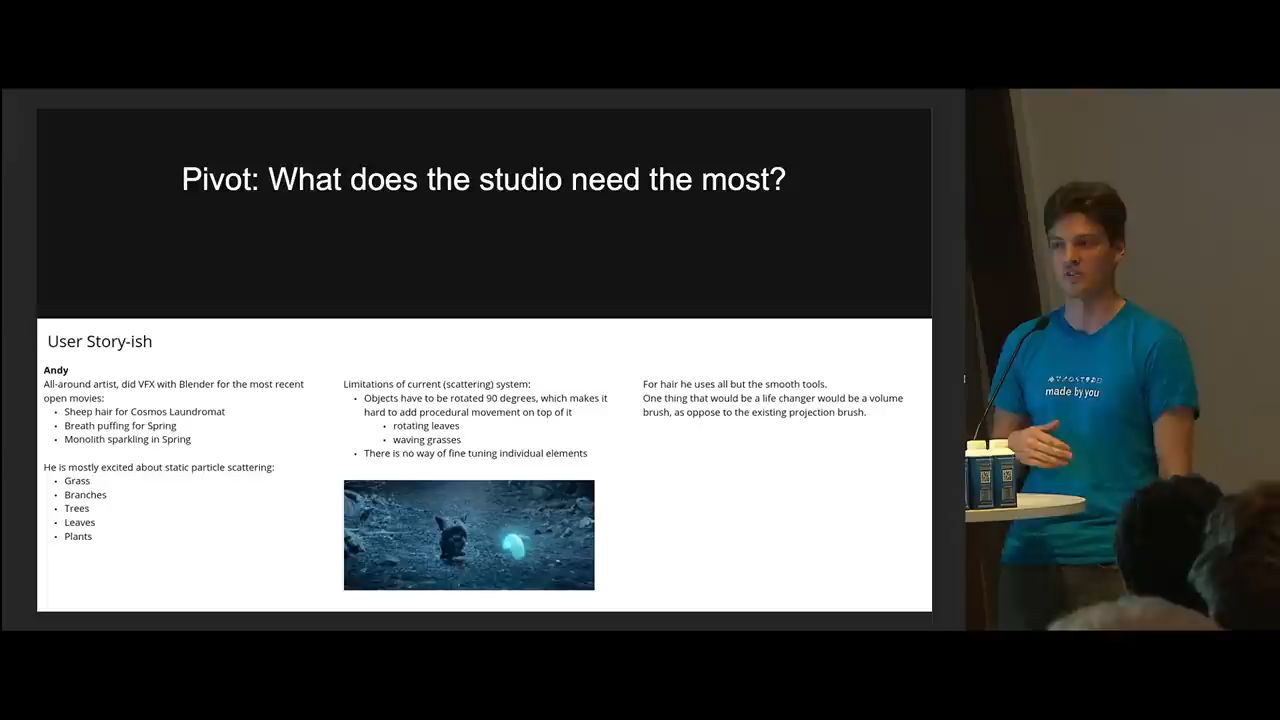 Pivot: What does the studio need the most?
User Story-ish
Andy
All-around artist, did VFX with Blender for the most recent
open movies:
• Sheep hair for Cosmos Laundromat
• Breath puffing for Spring
• Monolith sparkling in Spring
He is mostly excited about static particle scattering:
• Grass
• Branches
• Trees
• Leaves
• Plants
Limitations of current (scattering) system:
• Objects have to be rotated 90 degrees, which makes it
hard to add procedural movement on top of it
• rotating leaves
• waving grasses
• There is no way of fine tuning individual elements
For hair he uses all but the smooth tools.
One thing that would be a life changer would be a volume
brush, as oppose to the existing projection brush.
made by you